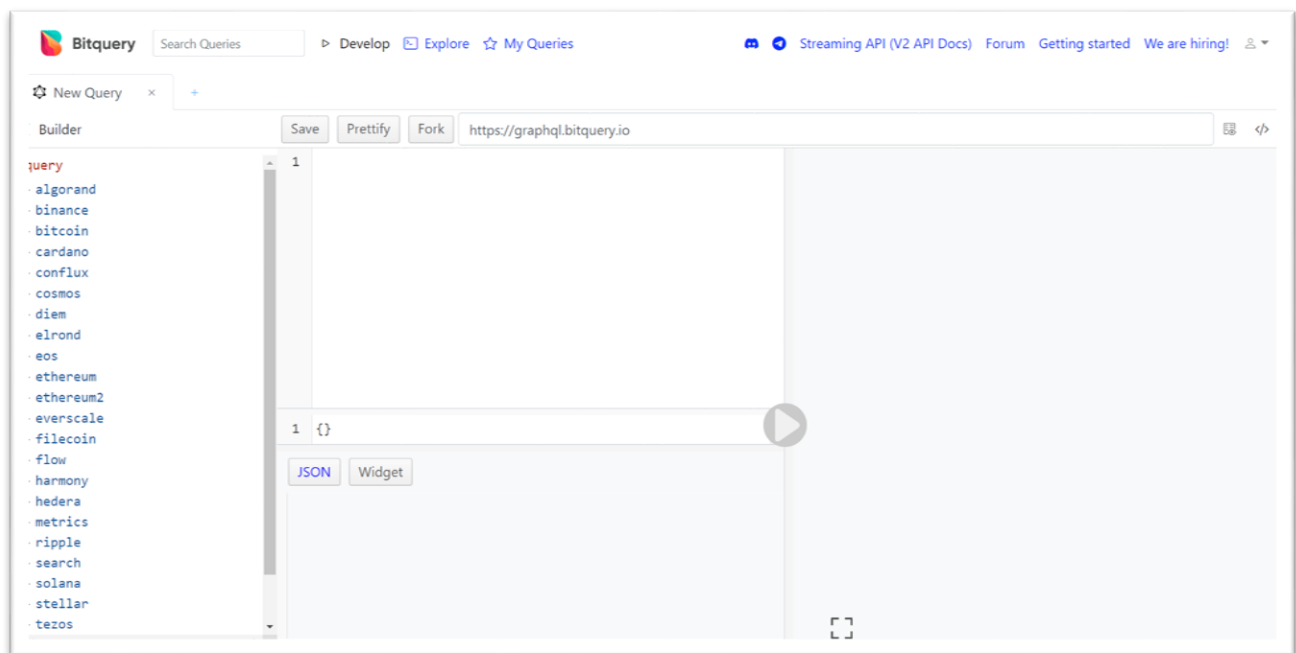 Bitquery Search Queries Develop Explore My Queries Streaming API (V2 API Docs) Forum Getting started We are hiring!
New Query × +
Builder Save Prettify Fork https://graphql.bitquery.io </>
query 1
algorand
binance
bitcoin
cardano
conflux
cosmos
diem
elrond
eos
ethereum
ethereum2
everscale
1 {}
filecoin
flow
JSON Widget
harmony
hedera
metrics
ripple
search
solana
stellar
tezos